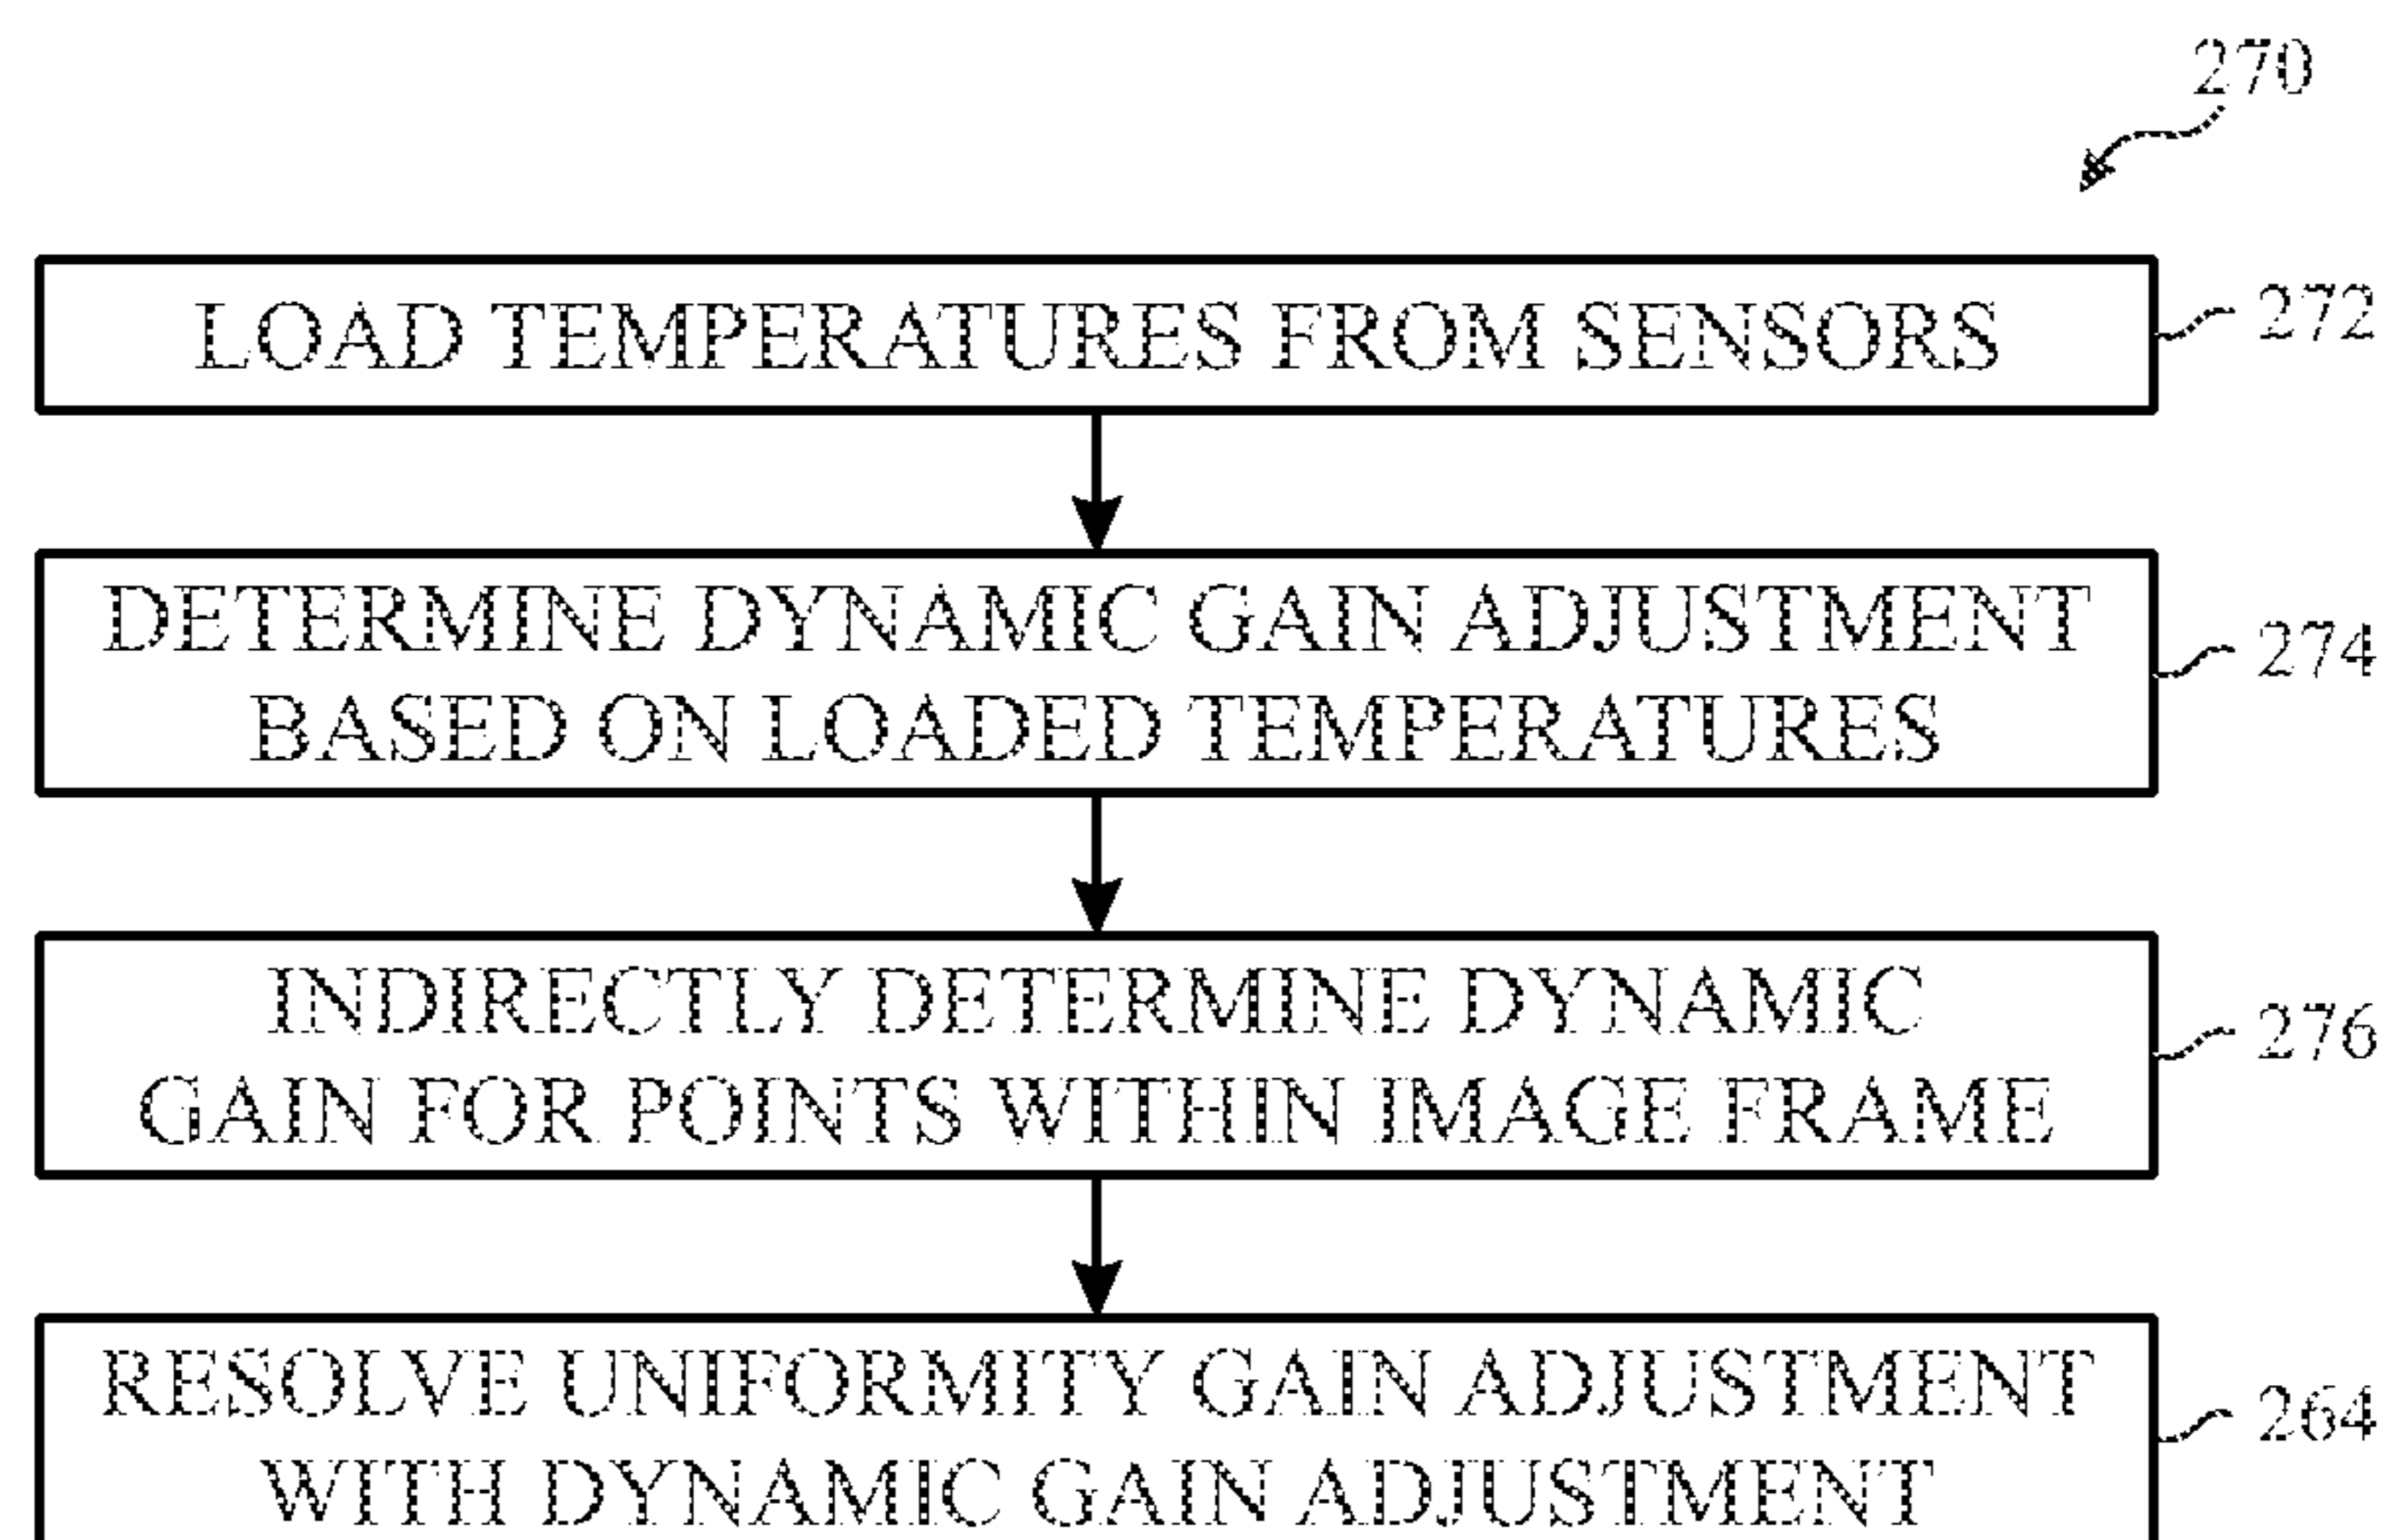 270
LOAD TEMPERATURES FROM SENSORS
272
DETERMINE DYNAMIC GAIN ADJUSTMENT
BASED ON LOADED TEMPERATURES
274
INDIRECTLY DETERMINE DYNAMIC
GAIN FOR POINTS WITHIN IMAGE FRAME
276
RESOLVE UNIFORMITY GAIN ADJUSTMENT
WITH DYNAMIC GAIN ADJUSTMENT
264